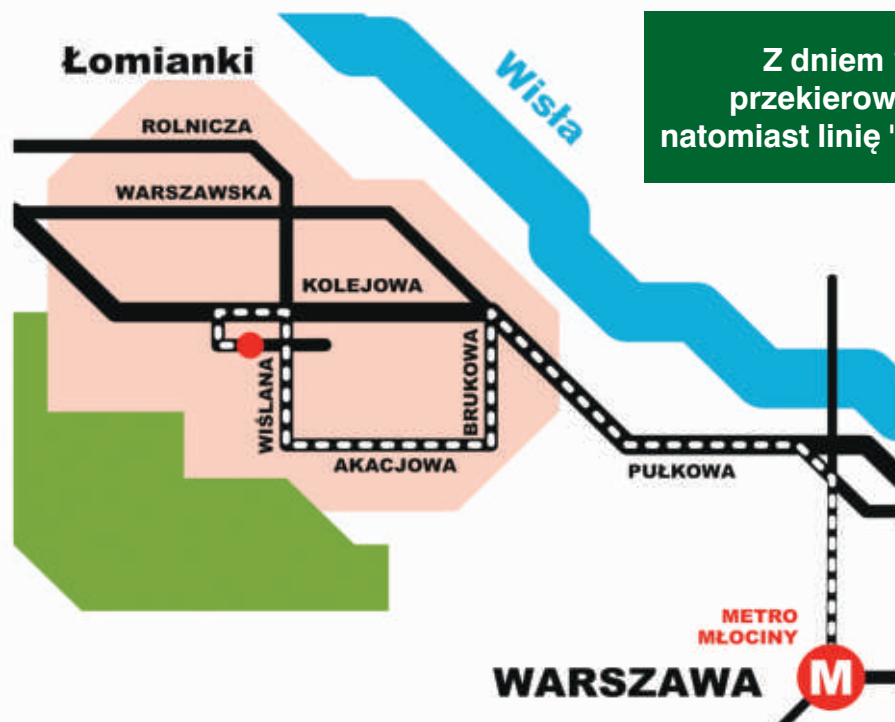 Łomianki
Wisła
Z dniem
przekierow
natomiast linię "
ROLNICZA
WARSZAWSKA
KOLEJOWA
WIŚLANA
BRUKOWA
AKACJOWA
PUŁKOWA
METRO
MŁOCINY
WARSZAWA
M